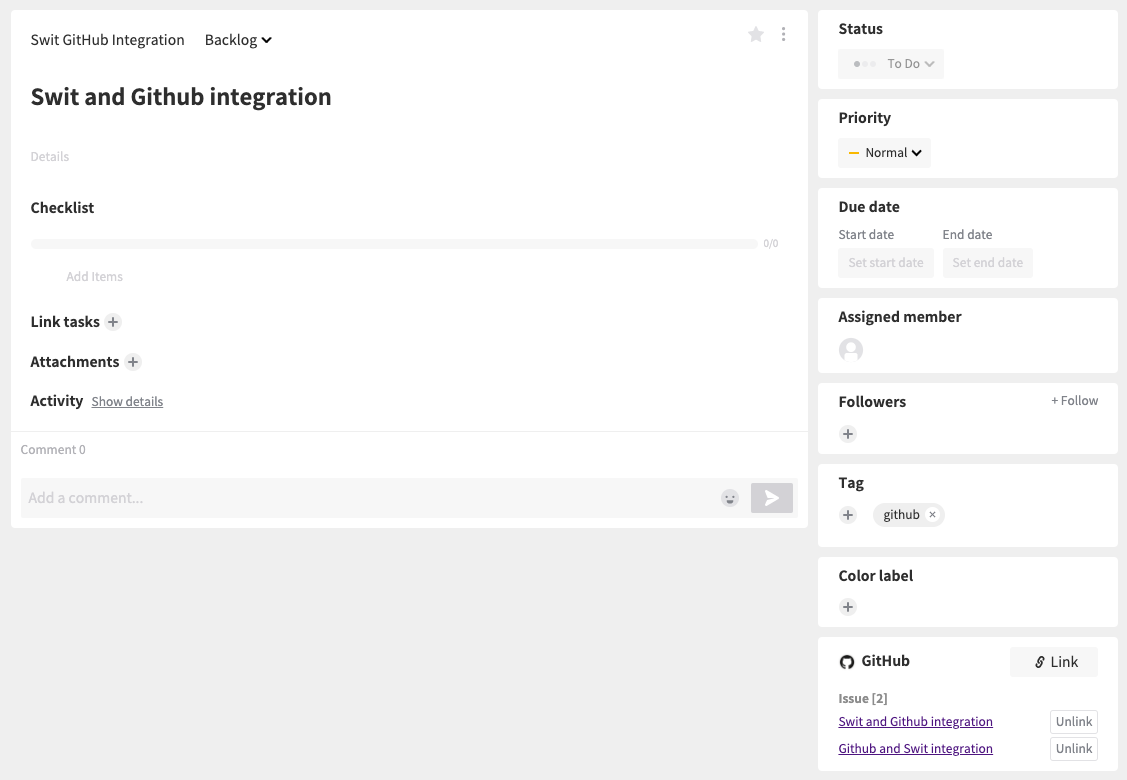 Swit GitHub Integration Backlog
Swit and Github integration
Details
Checklist
0/0
Add Items
Link tasks +
Attachments +
Activity Show details
Comment 0
Add a comment...
Status
To Do
Priority
Normal
Due date
Start date End date
Set start date Set end date
Assigned member
Followers + Follow
+
Tag
+ github ×
Color label
+
GitHub Link
Issue [2]
Swit and Github integration Unlink
Github and Swit integration Unlink